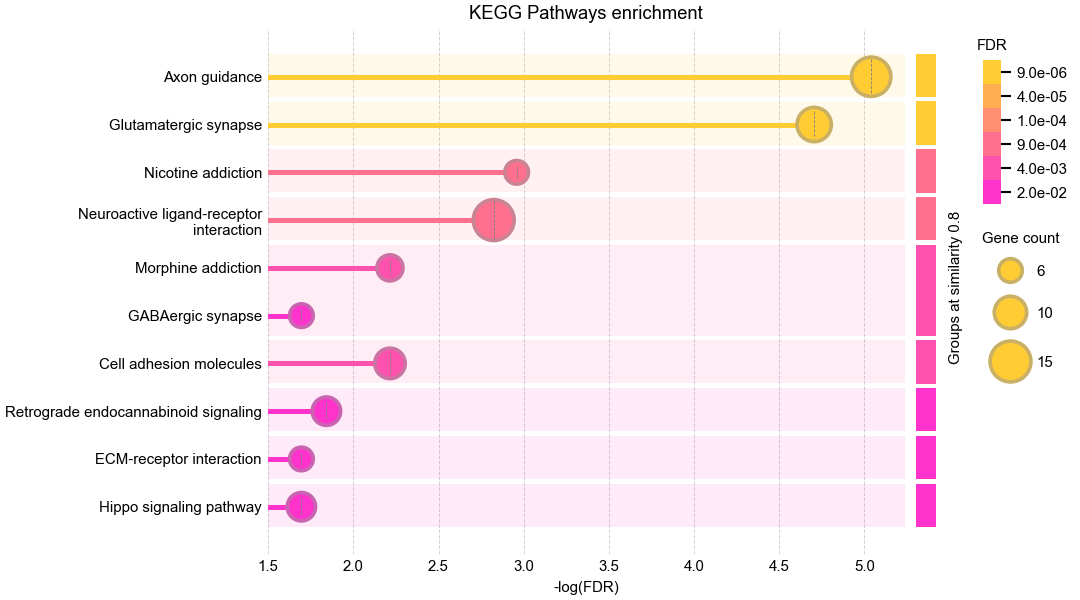 KEGG Pathways enrichment
Axon guidance
Glutamatergic synapse
Nicotine addiction
Neuroactive ligand-receptor
interaction
Morphine addiction
GABAergic synapse
Cell adhesion molecules
Retrograde endocannabinoid signaling
ECM-receptor interaction
Hippo signaling pathway
1.5 2.0 2.5 3.0 3.5 4.0 4.5 5.0
-log(FDR)
Groups at similarity 0.8
FDR
9.0e-06
4.0e-05
1.0e-04
9.0e-04
4.0e-03
2.0e-02
Gene count
6
10
15